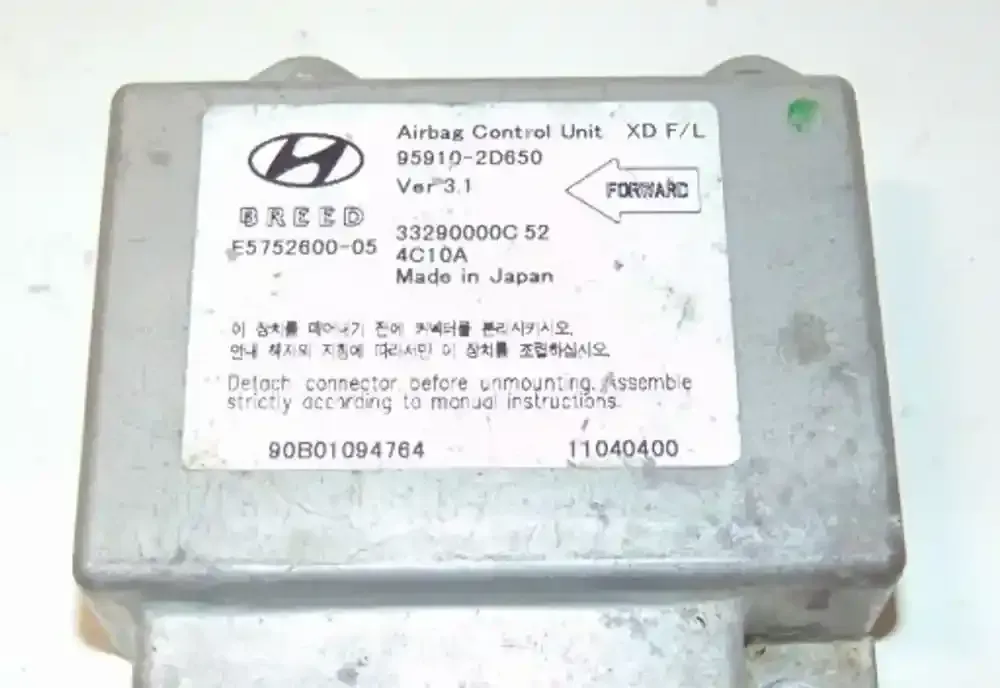 Airbag Control Unit XD F/L
95910-2D650
Ver 3.1
FORWARD
BREED
E5752600-05
33290000C 52
4C10A
Made in Japan
이 장치를 떼어내기 전에 커넥터를 분리시키시오.
안내 책자의 지침에 따라서만 이 장치를 조립하십시오.
Detach connector before unmounting. Assemble
strictly according to manual instructions.
90B01094764 11040400